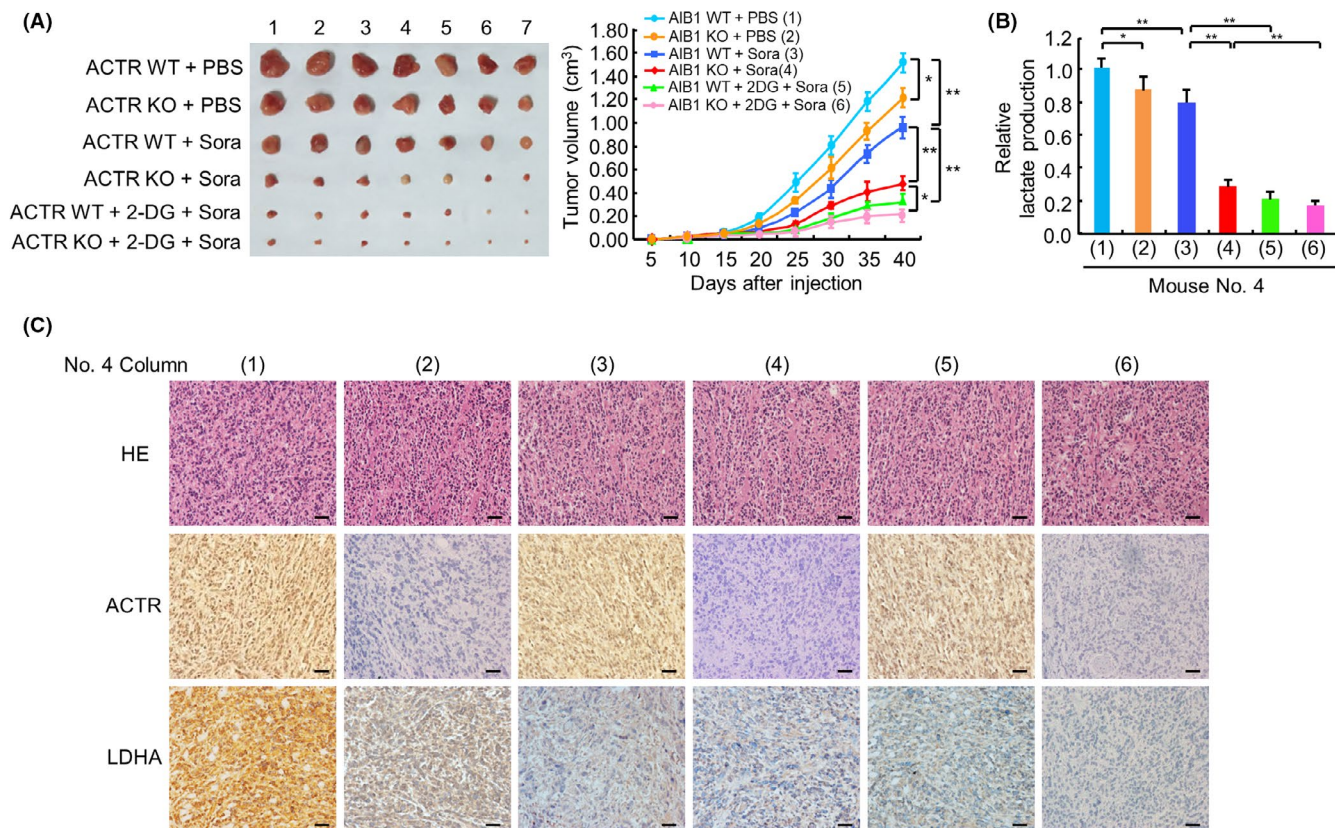 (A)
1 2 3 4 5 6 7
ACTR WT + PBS
ACTR KO + PBS
ACTR WT + Sora
ACTR KO + Sora
ACTR WT + 2-DG + Sora
ACTR KO + 2-DG + Sora
Tumor volume (cm³)
1.80
1.60
1.40
1.20
1.00
0.80
0.60
0.40
0.20
0.00
5 10 15 20 25 30 35 40
Days after injection
AIB1 WT + PBS (1)
AIB1 KO + PBS (2)
AIB1 WT + Sora (3)
AIB1 KO + Sora(4)
AIB1 WT + 2DG + Sora (5)
AIB1 KO + 2DG + Sora (6)
*
**
**
**
*
(B)
** **
* ** **
Relative
lactate production
1.2
1.0
0.8
0.6
0.4
0.2
0.0
(1) (2) (3) (4) (5) (6)
Mouse No. 4
(C)
No. 4 Column (1) (2) (3) (4) (5) (6)
HE
ACTR
LDHA